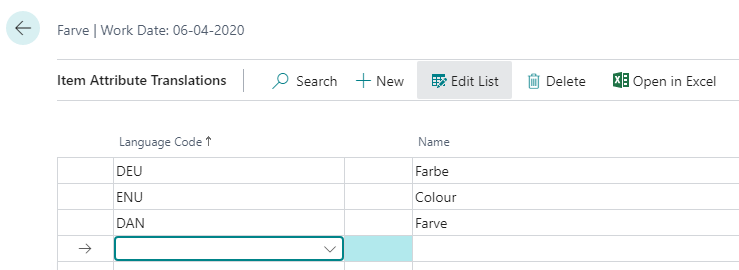 Farve | Work Date: 06-04-2020
Item Attribute Translations Search New Edit List Delete Open in Excel
Language Code ↑ Name
DEU Farbe
ENU Colour
DAN Farve